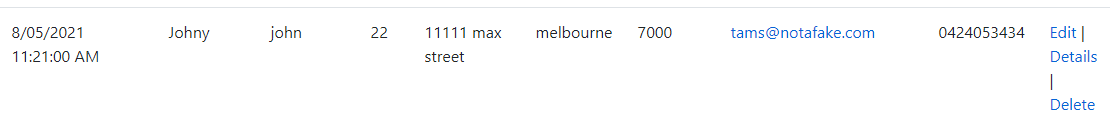 8/05/2021 Johny john 22 11111 max melbourne 7000 tams@notafake.com 0424053434 Edit |
11:21:00 AM street Details
|
Delete